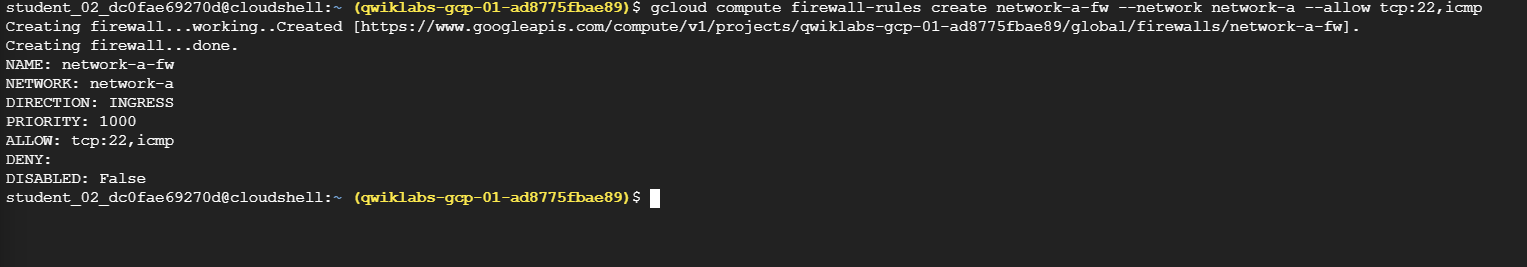 student_02_dc0fae69270d@cloudshell:~ (qwiklabs-gcp-01-ad8775fbae89)$ gcloud compute firewall-rules create network-a-fw --network network-a --allow tcp:22,icmp
Creating firewall...working..Created [https://www.googleapis.com/compute/v1/projects/qwiklabs-gcp-01-ad8775fbae89/global/firewalls/network-a-fw].
Creating firewall...done.
NAME: network-a-fw
NETWORK: network-a
DIRECTION: INGRESS
PRIORITY: 1000
ALLOW: tcp:22,icmp
DENY:
DISABLED: False
student_02_dc0fae69270d@cloudshell:~ (qwiklabs-gcp-01-ad8775fbae89)$